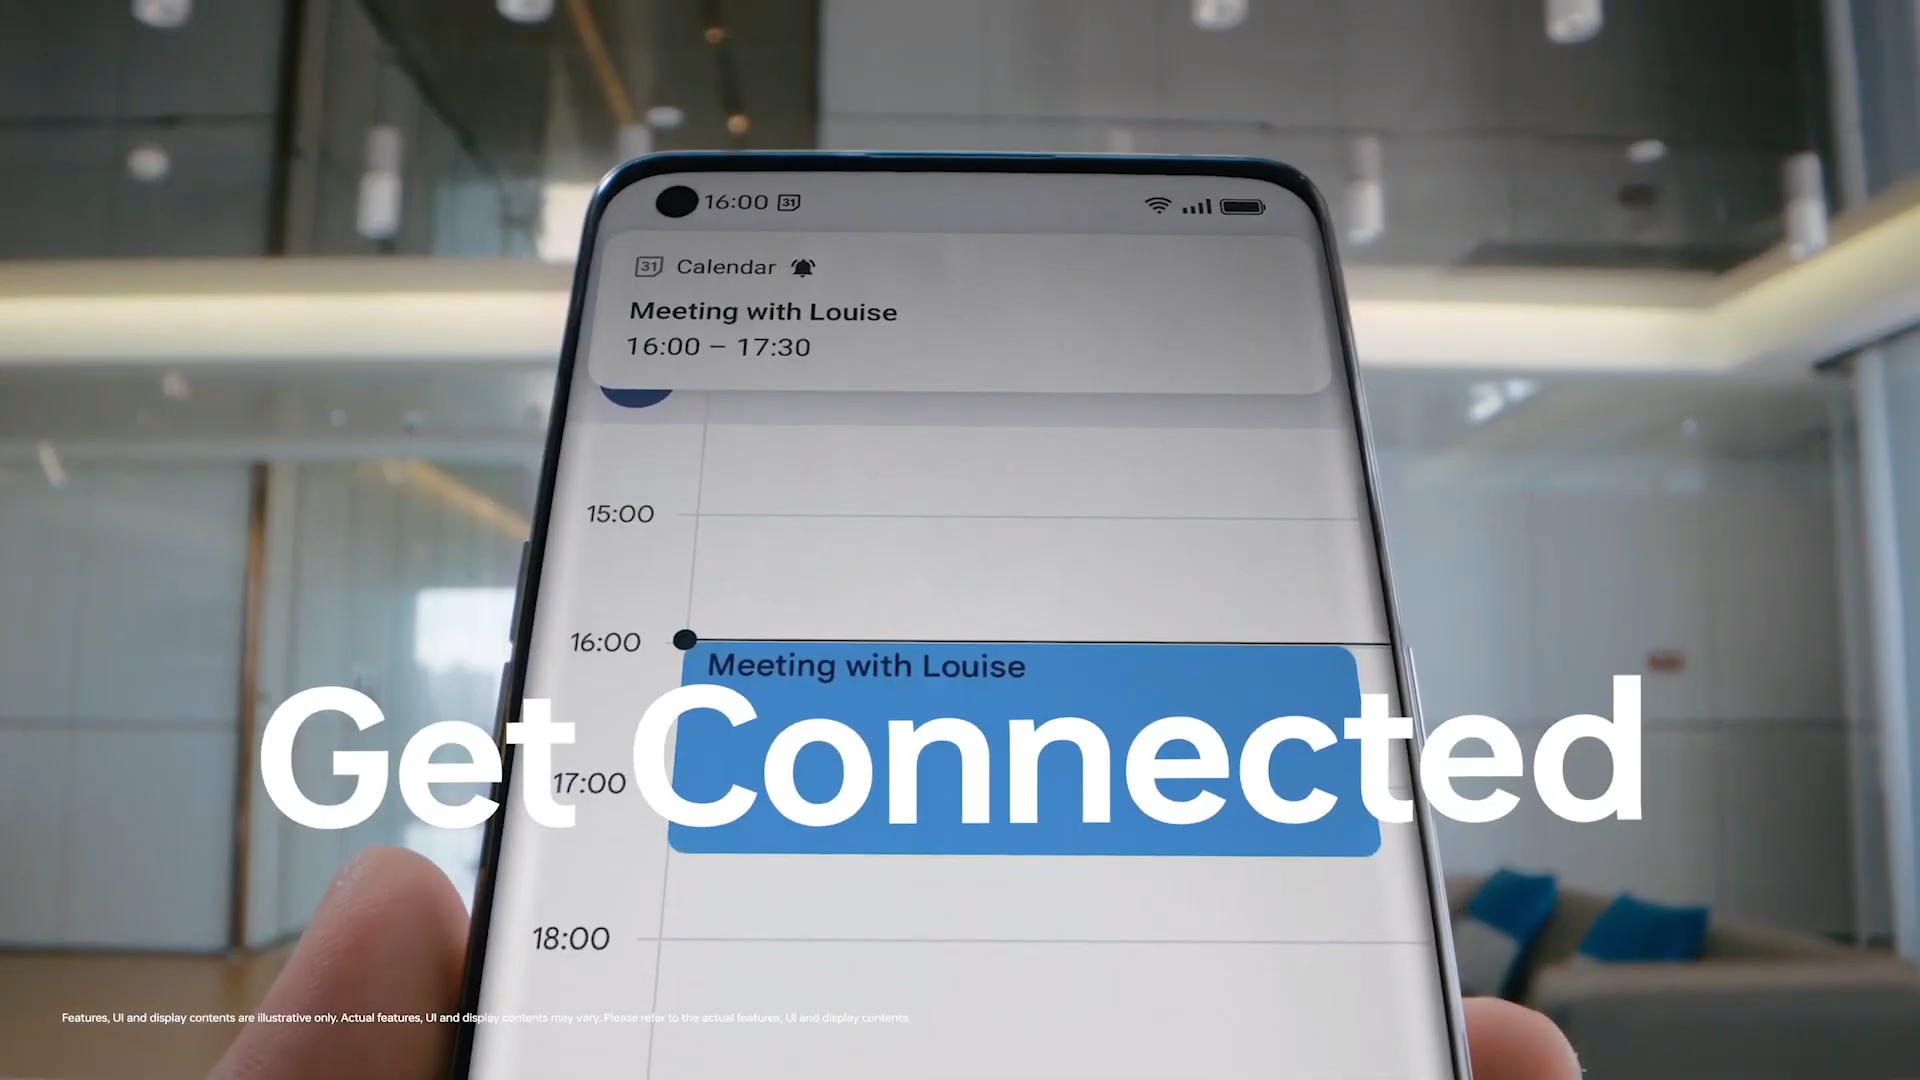 16:00 31
31 Calendar
Meeting with Louise
16:00 – 17:30
15:00
16:00
Meeting with Louise
Get Connected
17:00
18:00
Features, UI and display contents are illustrative only. Actual features, UI and display contents may vary. Please refer to the actual features, UI and display contents.